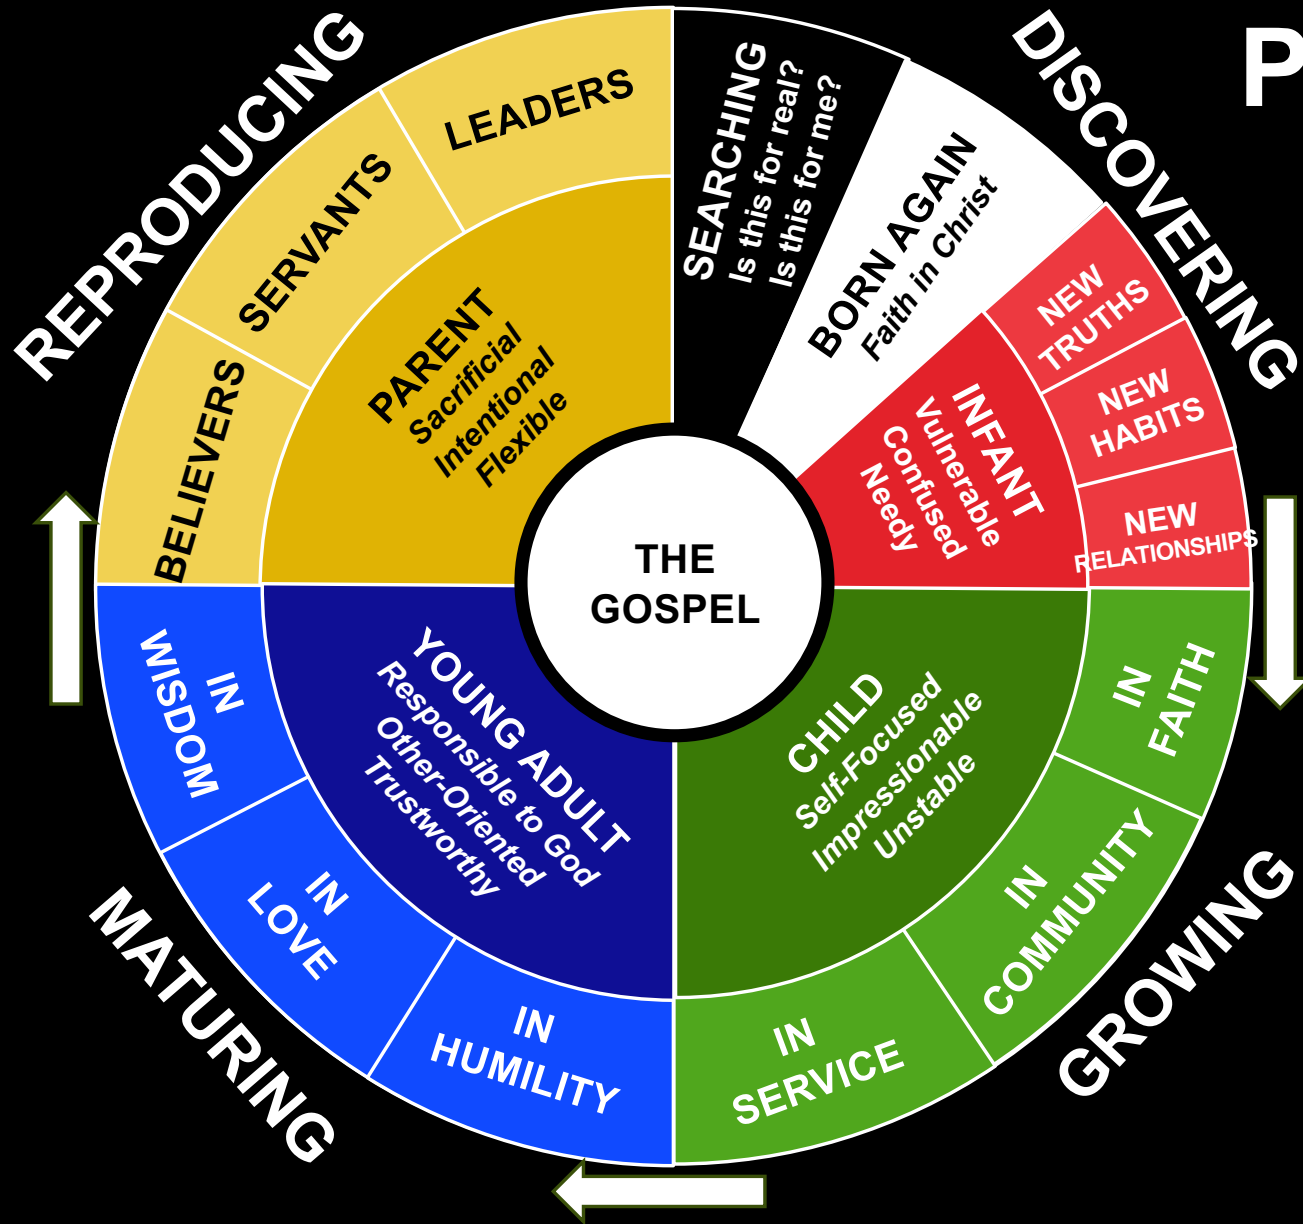 P
DISCOVERING
SEARCHING
Is this for real?
Is this for me?
BORN AGAIN
Faith in Christ
INFANT
Vulnerable
Confused
Needy
NEW
TRUTHS
NEW
HABITS
NEW
RELATIONSHIPS
GROWING
CHILD
Self-Focused
Impressionable
Unstable
IN
FAITH
IN
COMMUNITY
IN
SERVICE
MATURING
YOUNG ADULT
Responsible to God
Other-Oriented
Trustworthy
IN
HUMILITY
IN
LOVE
IN
WISDOM
REPRODUCING
PARENT
Sacrificial
Intentional
Flexible
BELIEVERS
SERVANTS
LEADERS
THE
GOSPEL